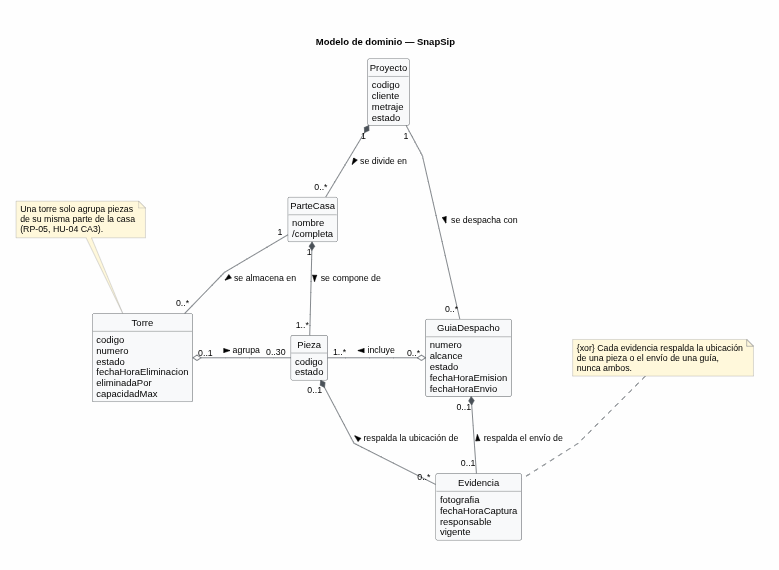 Modelo de dominio — SnapSip
Proyecto
codigo
cliente
metraje
estado
1
1
se divide en
0..*
ParteCasa
nombre
/completa
Una torre solo agrupa piezas
de su misma parte de la casa
(RP-05, HU-04 CA3).
se despacha con
1
1
se almacena en
se compone de
0..*
0..*
1..*
Torre
codigo
numero
estado
fechaHoraEliminacion
eliminadaPor
capacidadMax
0..1
agrupa
0..30
Pieza
codigo
estado
1..*
incluye
0..*
GuiaDespacho
numero
alcance
estado
fechaHoraEmision
fechaHoraEnvio
{xor} Cada evidencia respalda la ubicación
de una pieza o el envío de una guía,
nunca ambos.
0..1
0..1
respalda la ubicación de
respalda el envío de
0..*
0..1
Evidencia
fotografia
fechaHoraCaptura
responsable
vigente